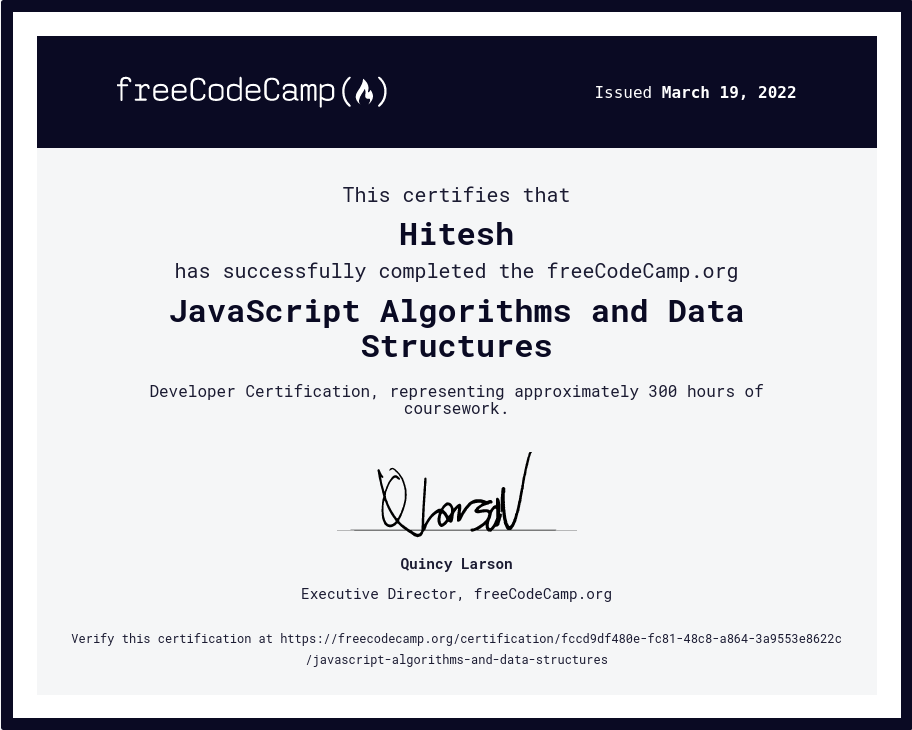 freeCodeCamp
Issued March 19, 2022
This certifies that
Hitesh
has successfully completed the freeCodeCamp.org
JavaScript Algorithms and Data
Structures
Developer Certification, representing approximately 300 hours of
coursework.
Quincy Larson
Executive Director, freeCodeCamp.org
Verify this certification at https://freecodecamp.org/certification/fccd9df480e-fc81-48c8-a864-3a9553e8622c
/javascript-algorithms-and-data-structures